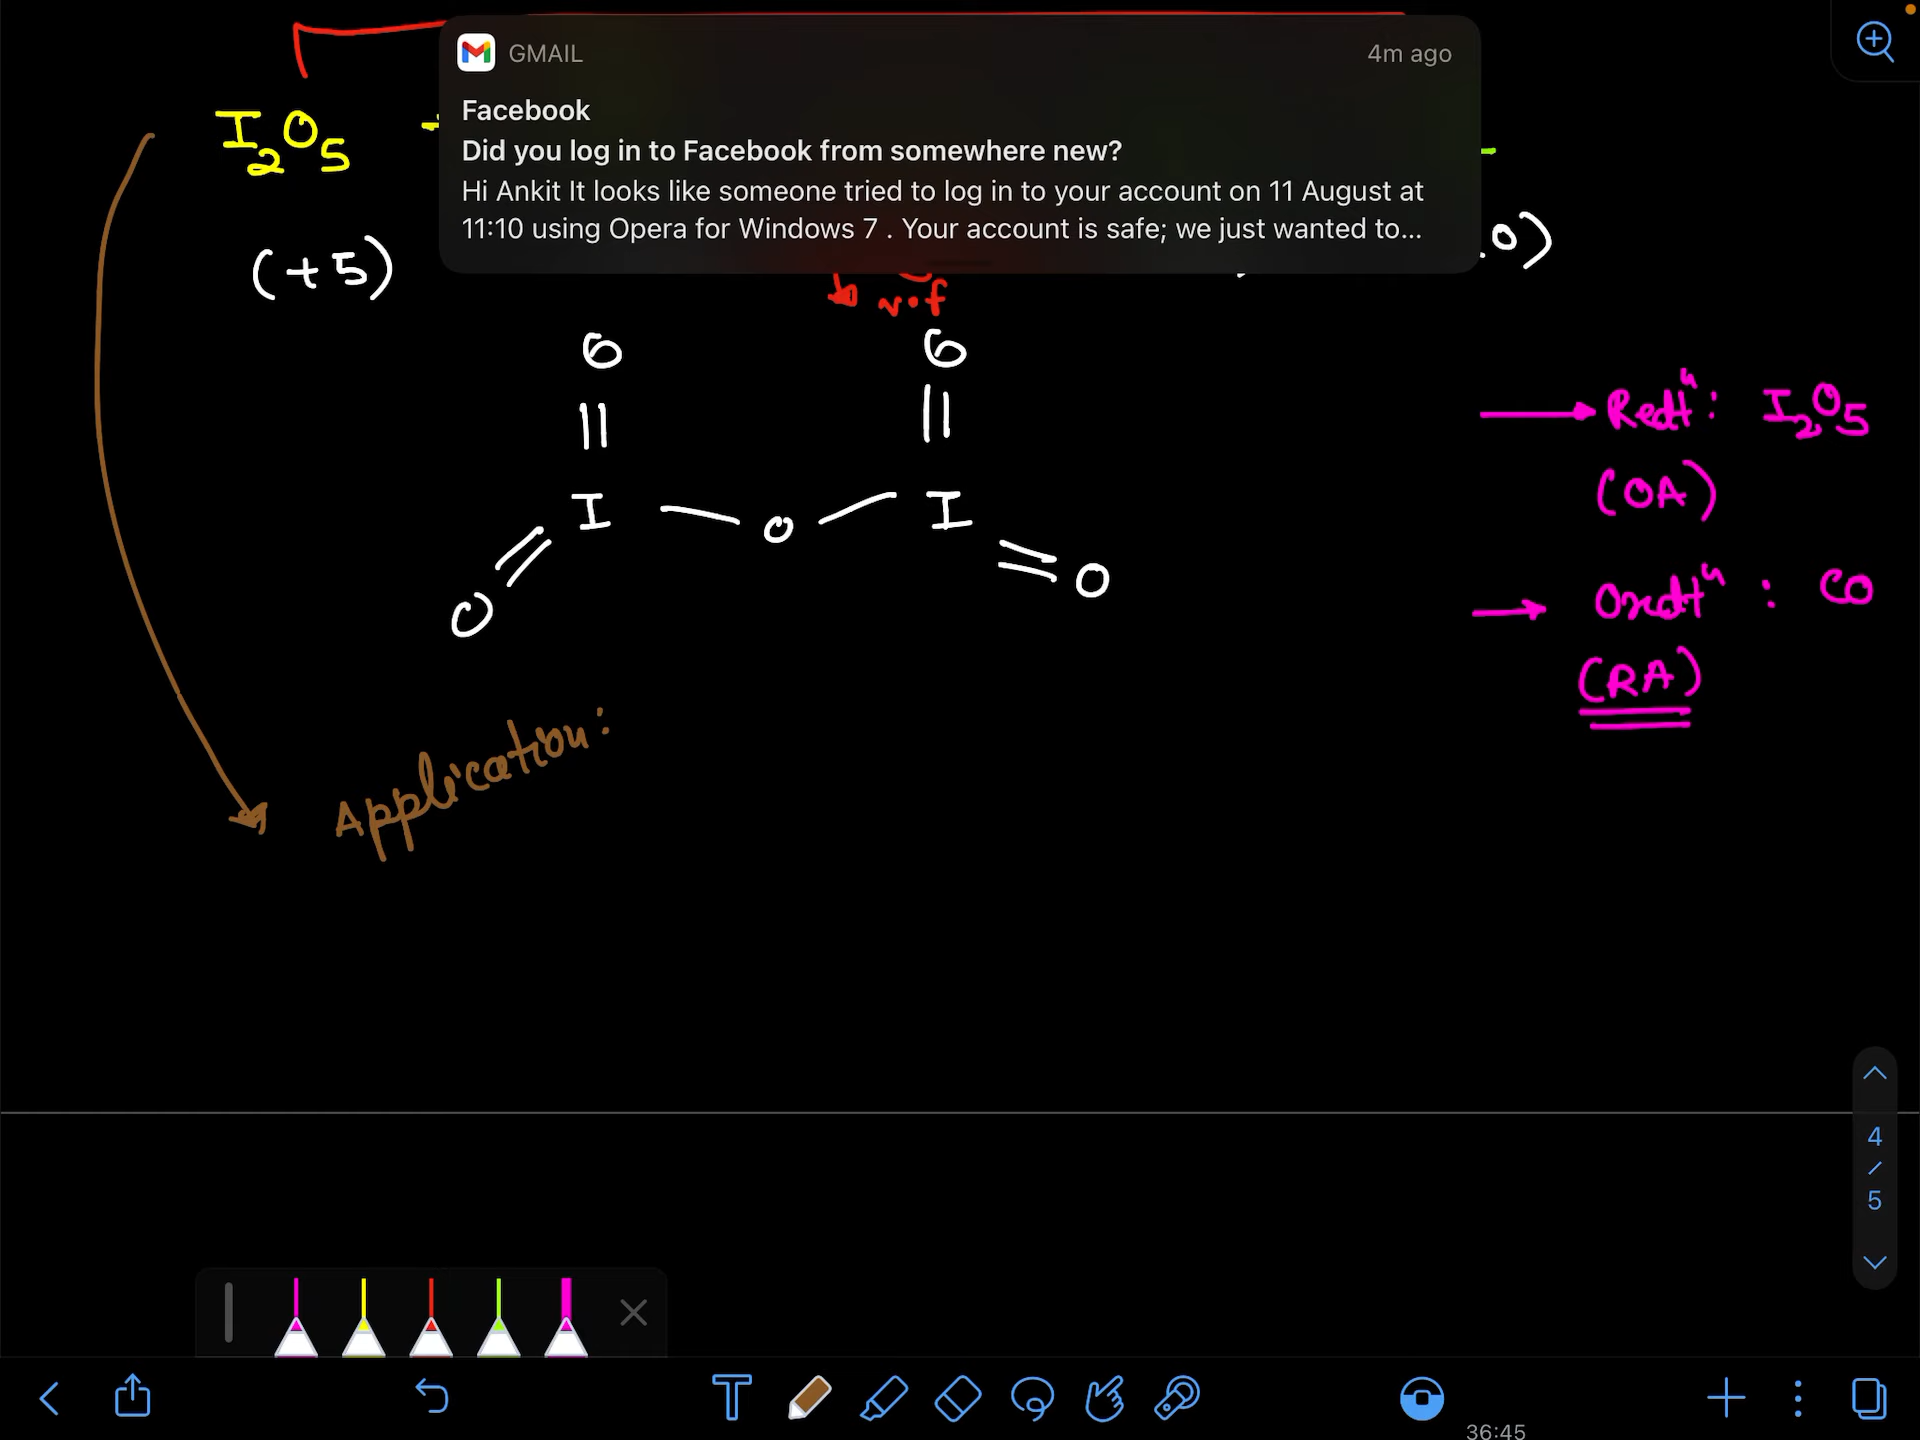 GMAIL 4m ago
Facebook
Did you log in to Facebook from somewhere new?
Hi Ankit It looks like someone tried to log in to your account on 11 August at
11:10 using Opera for Windows 7 . Your account is safe; we just wanted to...
I2O5
(+5)
v.f
O O
|| ||
I — O — I
O O
Redtⁿ: I2O5
(OA)
Oxdtⁿ : CO
(RA)
Application:
4
/
5
T
36:45